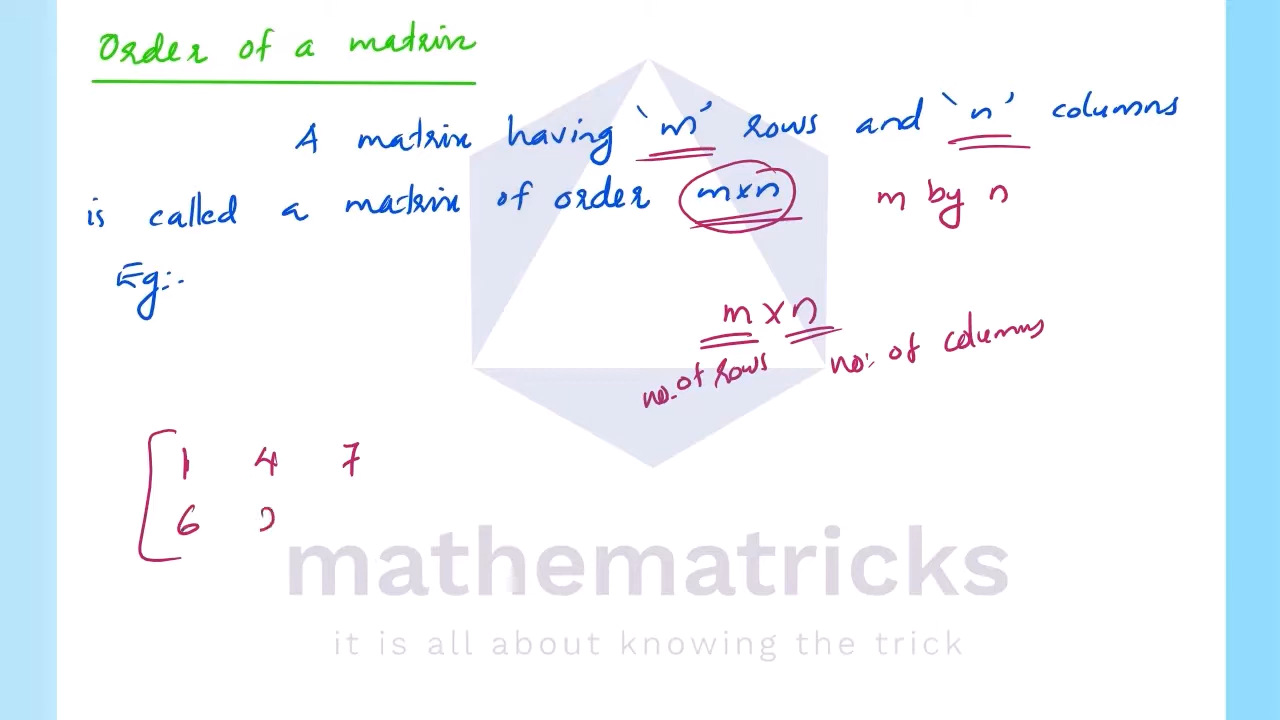 Order of a matrix
A matrix having 'm' rows and 'n' columns
is called a matrix of order m×n m by n
Eg:-
m×n
no. of rows no: of columns
1 4 7
6
mathematricks
it is all about knowing the trick